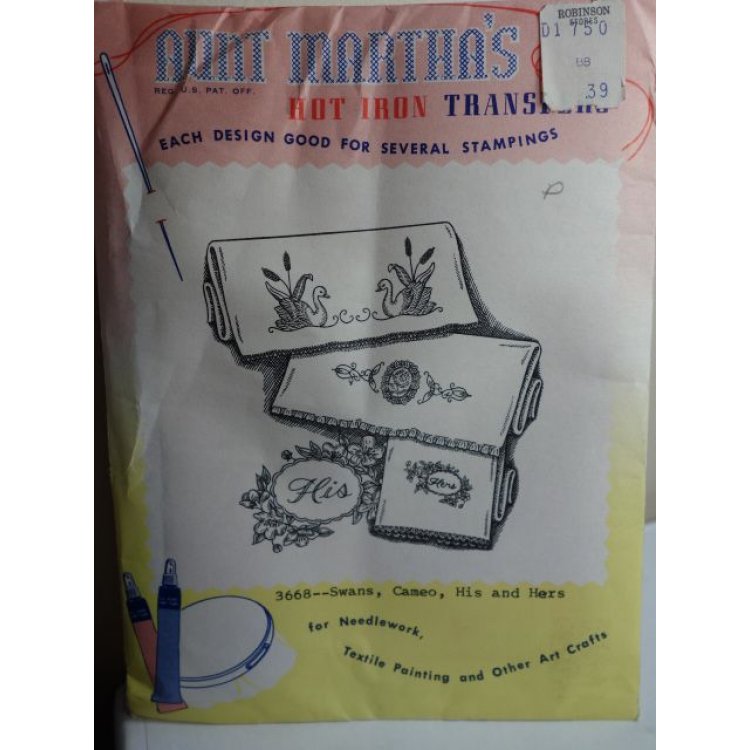 AUNT MARTHA'S
REG. U.S. PAT. OFF.
HOT IRON TRANSFERS
EACH DESIGN GOOD FOR SEVERAL STAMPINGS
ROBINSON
STORES
D1750
BB
.39
His
Hers
3668--Swans, Cameo, His and Hers
for Needlework,
Textile Painting and Other Art Crafts